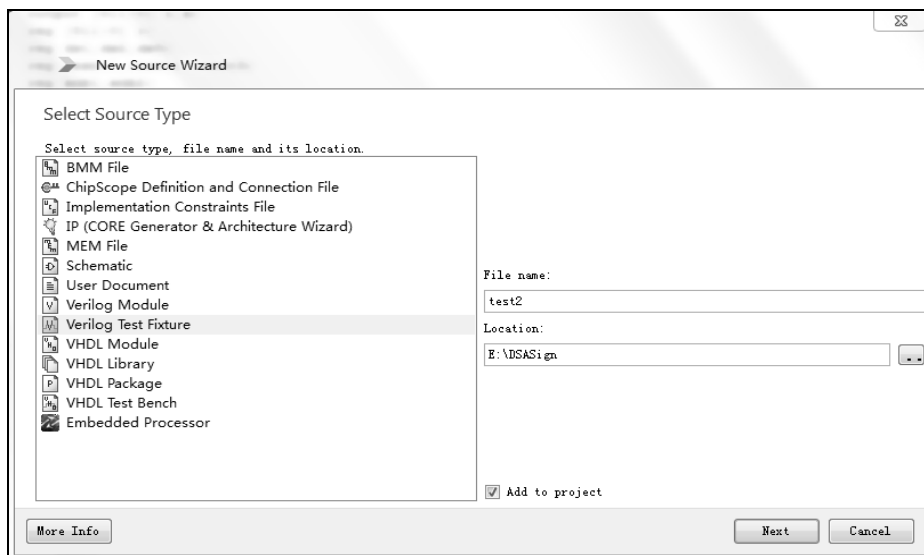 New Source Wizard
Select Source Type
Select source type, file name and its location.
BMM File
ChipScope Definition and Connection File
Implementation Constraints File
IP (CORE Generator & Architecture Wizard)
MEM File
Schematic
User Document
Verilog Module
Verilog Test Fixture
VHDL Module
VHDL Library
VHDL Package
VHDL Test Bench
Embedded Processor
File name:
test2
Location:
E:\DSASign
..
Add to project
More Info
Next
Cancel